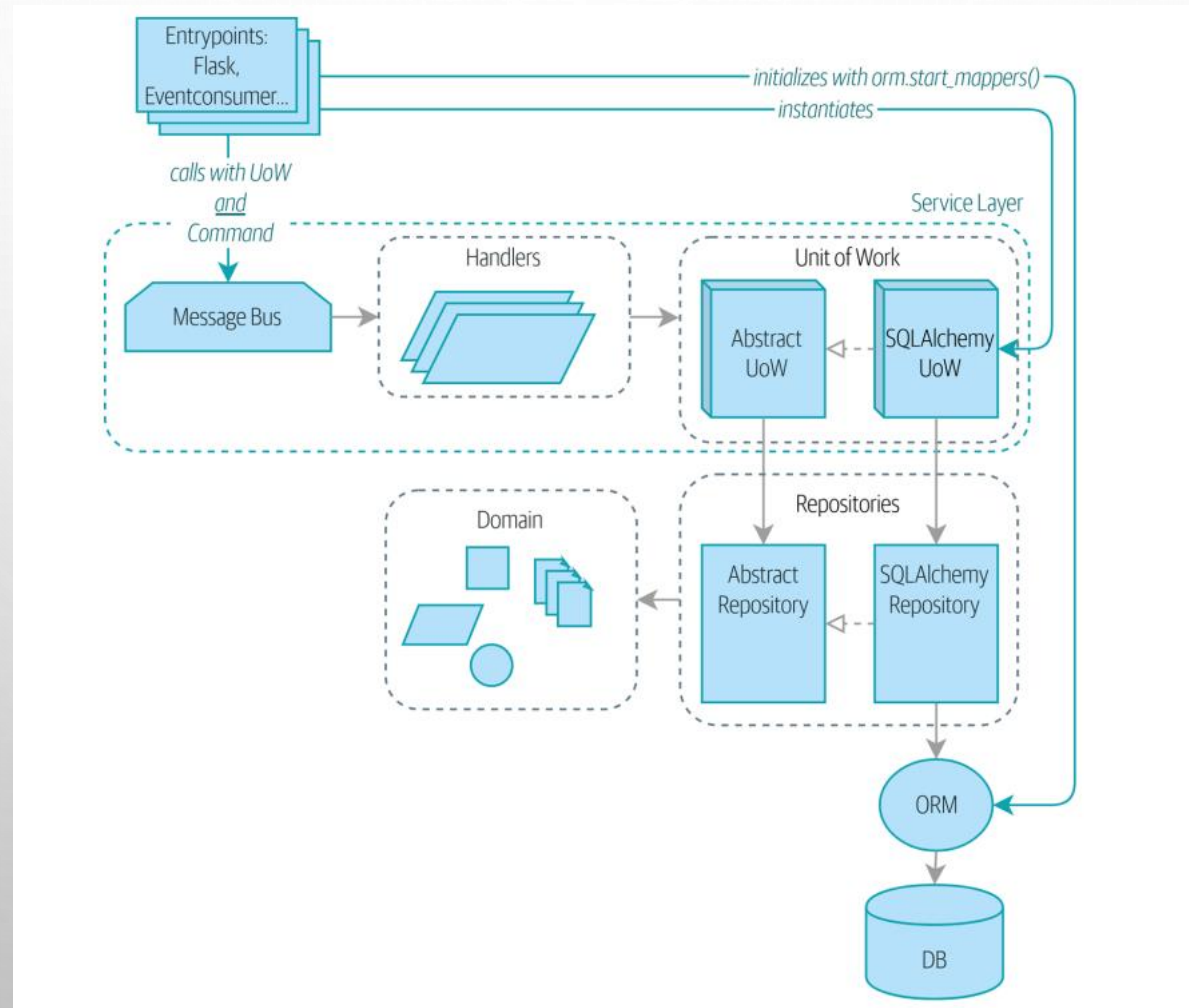 Entrypoints:
Flask,
Eventconsumer...
initializes with orm.start_mappers()
instantiates
calls with UoW
and
Command
Service Layer
Handlers
Unit of Work
Message Bus
Abstract
UoW
SQLAlchemy
UoW
Domain
Repositories
Abstract
Repository
SQLAlchemy
Repository
ORM
DB